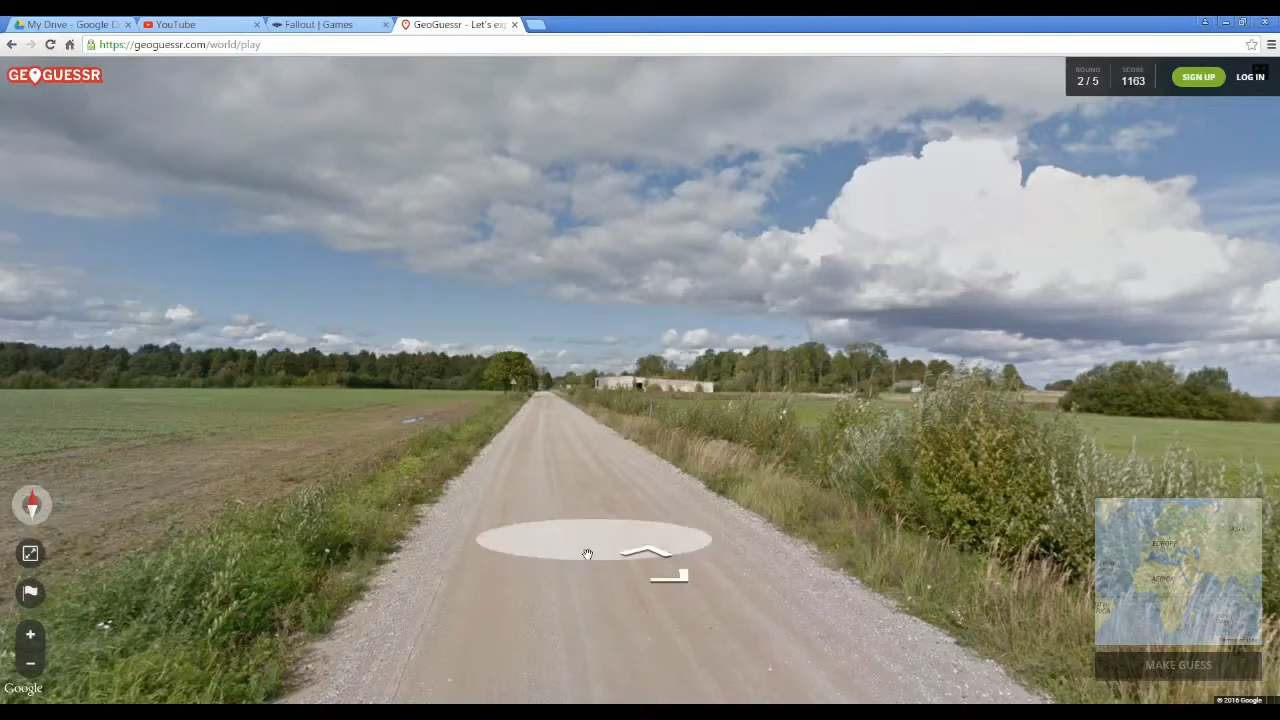 My Drive - Google D
YouTube
Fallout | Games
GeoGuessr - Let's exp
https://geoguessr.com/world/play
GEOGUESSR
ROUND
2 / 5
SCORE
1163
SIGN UP
LOG IN
EUROPE
ASIA
AFRICA
MAKE GUESS
Google
© 2016 Google